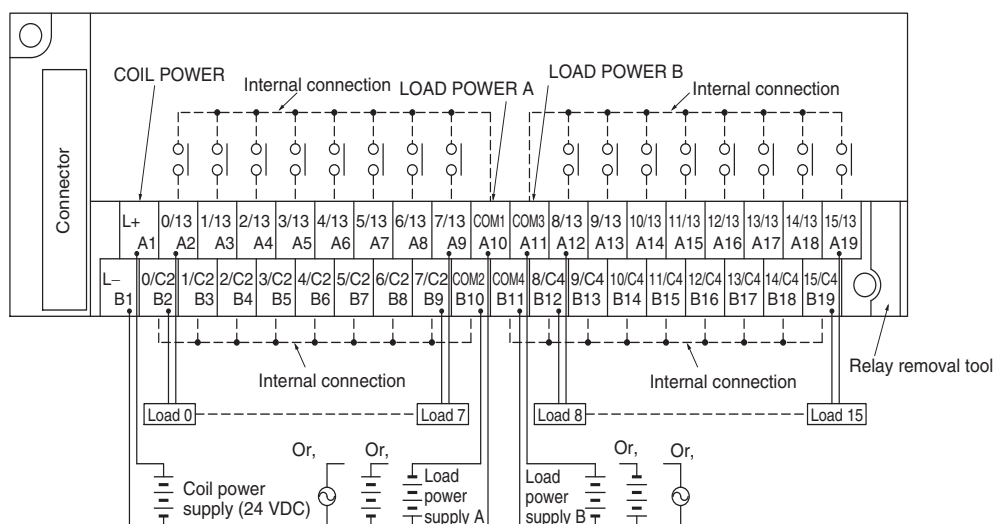 COIL POWER
Internal connection
LOAD POWER A
LOAD POWER B
Internal connection
Connector
L+ 0/13 1/13 2/13 3/13 4/13 5/13 6/13 7/13 COM1 COM3 8/13 9/13 10/13 11/13 12/13 13/13 14/13 15/13
A1 A2 A3 A4 A5 A6 A7 A8 A9 A10 A11 A12 A13 A14 A15 A16 A17 A18 A19
L− 0/C2 1/C2 2/C2 3/C2 4/C2 5/C2 6/C2 7/C2 COM2 COM4 8/C4 9/C4 10/C4 11/C4 12/C4 13/C4 14/C4 15/C4
B1 B2 B3 B4 B5 B6 B7 B8 B9 B10 B11 B12 B13 B14 B15 B16 B17 B18 B19
Relay removal tool
Internal connection
Internal connection
Load 0
Load 7
Load 8
Load 15
Or,
Or,
Or,
Or,
Coil power
supply (24 VDC)
Load
power
supply A
Load
power
supply B